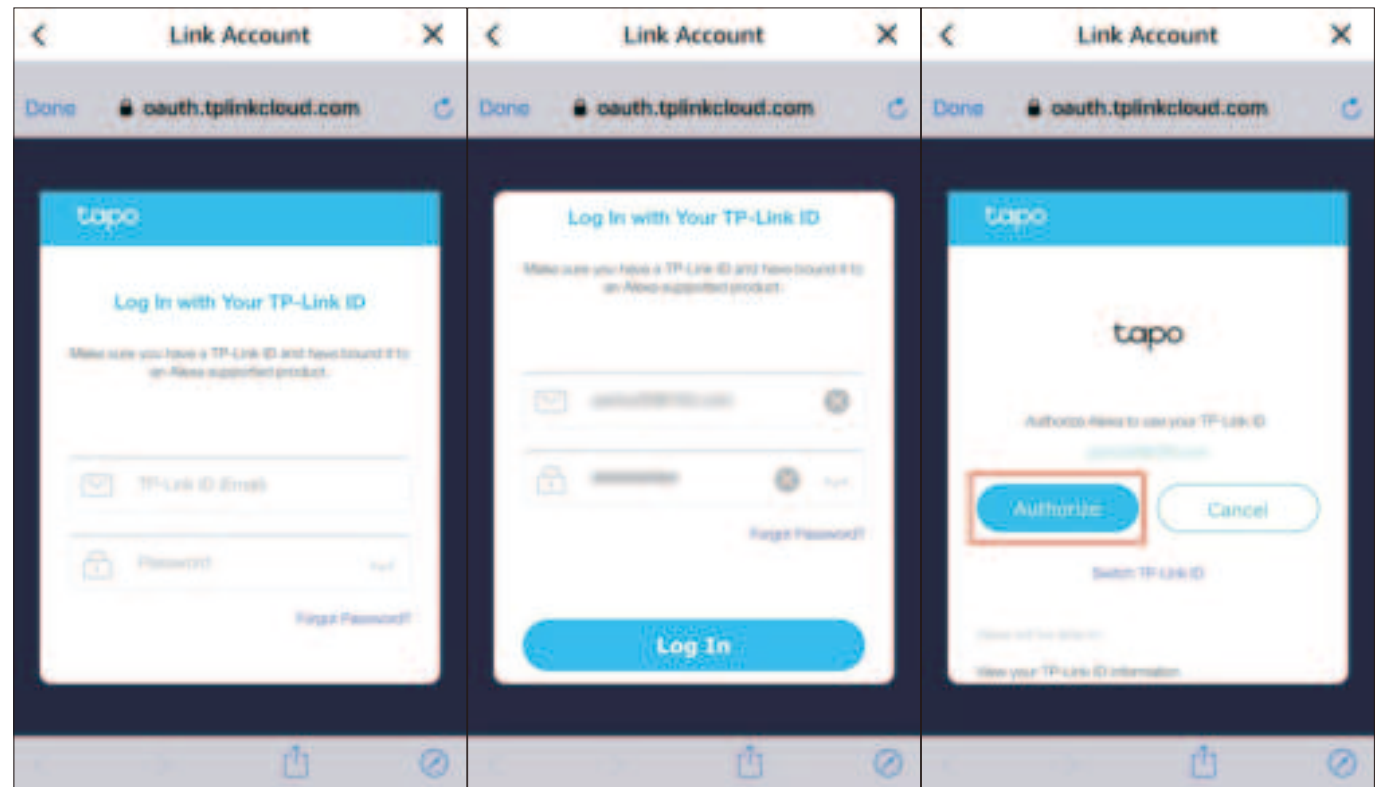 Link Account
Done oauth.tplinkcloud.com
tapo
Log In with Your TP-Link ID
Make sure you have a TP-Link ID and have bound it to
an Alexa supported product.
TP-Link ID (Email)
Password
Forgot Password?
Link Account
Done oauth.tplinkcloud.com
Log In with Your TP-Link ID
Make sure you have a TP-Link ID and have bound it to
an Alexa supported product.
Forgot Password?
Log In
Link Account
Done oauth.tplinkcloud.com
tapo
tapo
Authorize Alexa to use your TP-Link ID
Authorize Cancel
Switch TP-Link ID
View your TP-Link ID information